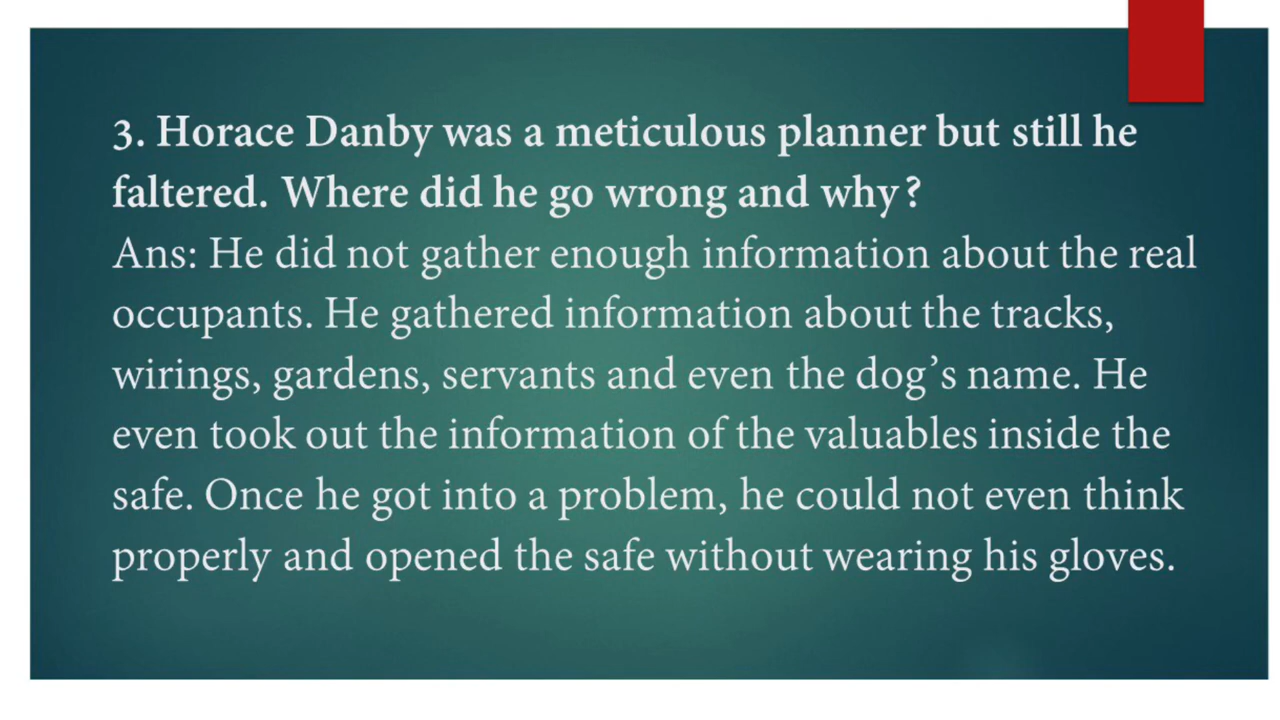 3. Horace Danby was a meticulous planner but still he
faltered. Where did he go wrong and why?
Ans: He did not gather enough information about the real
occupants. He gathered information about the tracks,
wirings, gardens, servants and even the dog’s name. He
even took out the information of the valuables inside the
safe. Once he got into a problem, he could not even think
properly and opened the safe without wearing his gloves.